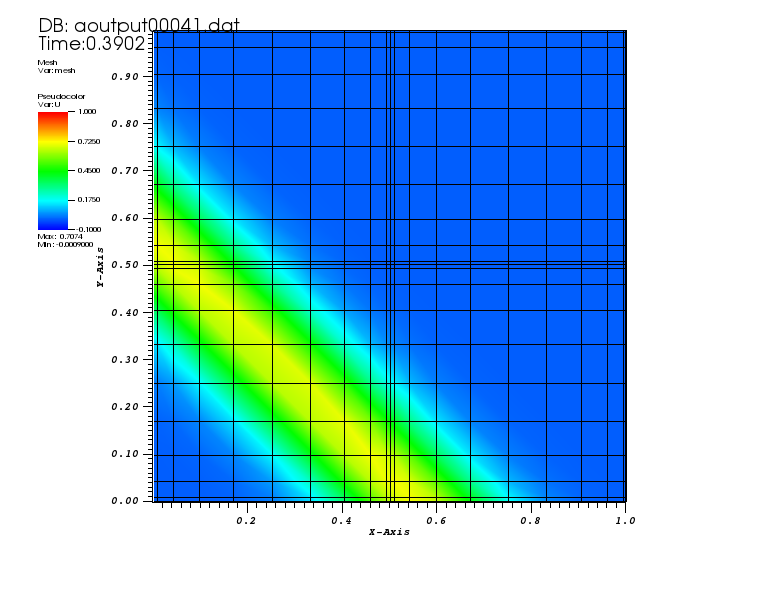 DB: aoutput00041.dat
Time:0.3902
Mesh
Var: mesh
Pseudocolor
Var: U
1.000
0.7250
0.4500
0.1750
-0.1000
Max: 0.7074
Min: -0.0009000
Y-Axis
0.90
0.80
0.70
0.60
0.50
0.40
0.30
0.20
0.10
0.00
0.2
0.4
0.6
0.8
1.0
X-Axis